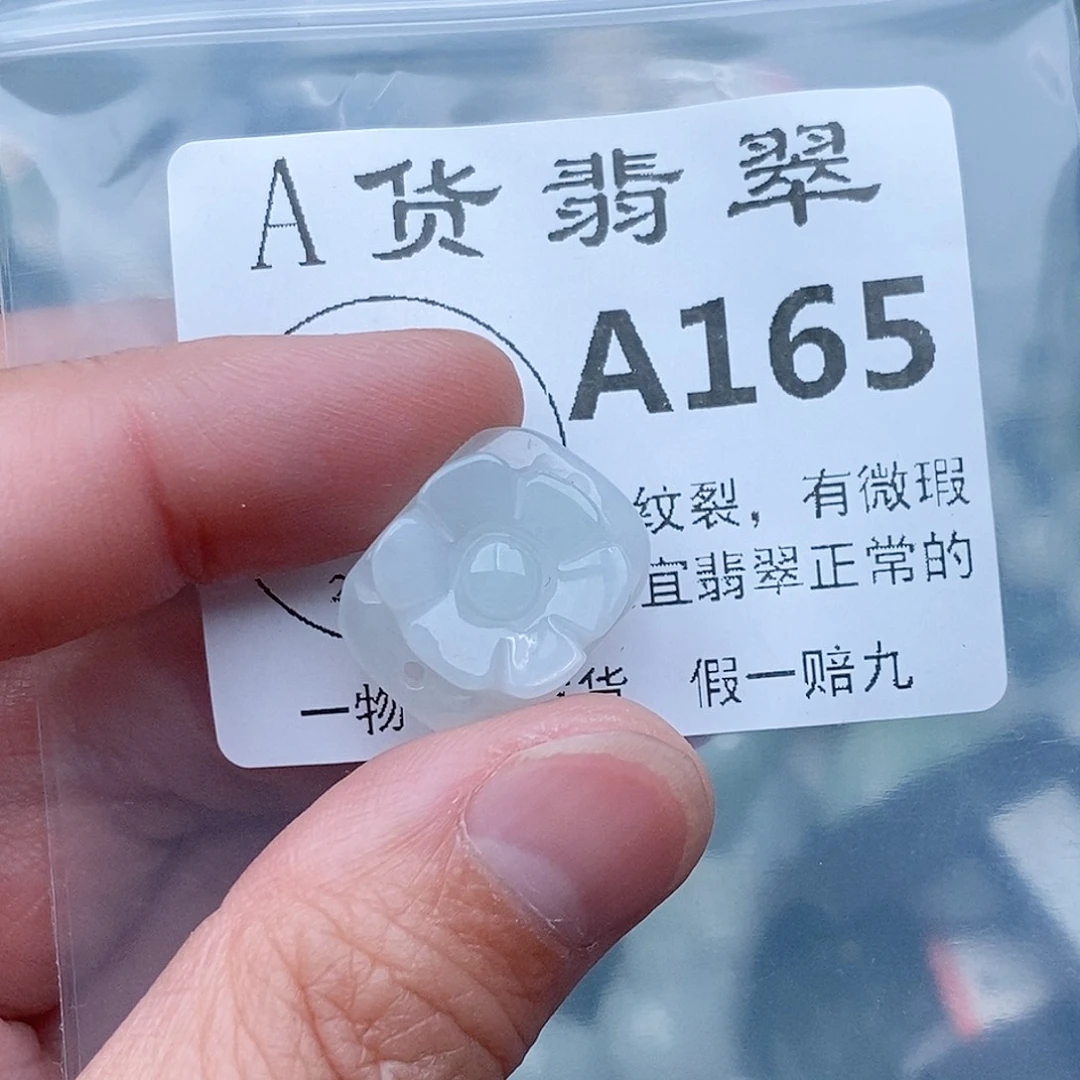 A货翡翠
A165
纹裂，有微瑕
宜翡翠正常的
一物 货 假一赔九